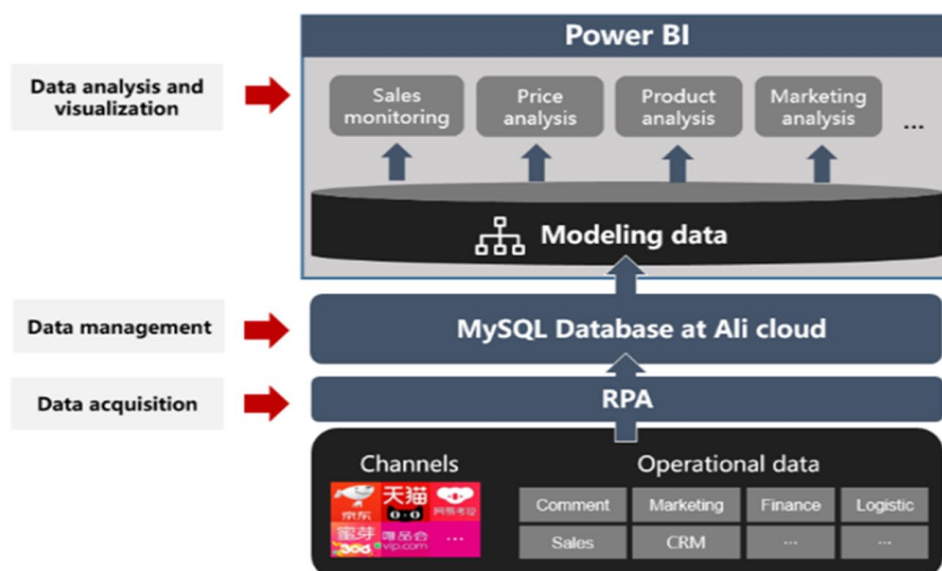 Power BI
Data analysis and
visualization
Sales
monitoring
Price
analysis
Product
analysis
Marketing
analysis
...
Modeling data
Data management
MySQL Database at Ali cloud
Data acquisition
RPA
Channels
Operational data
京东
天猫
网易考拉
蜜芽
唯品会
vip.com
...
Comment
Marketing
Finance
Logistic
Sales
CRM
...
...